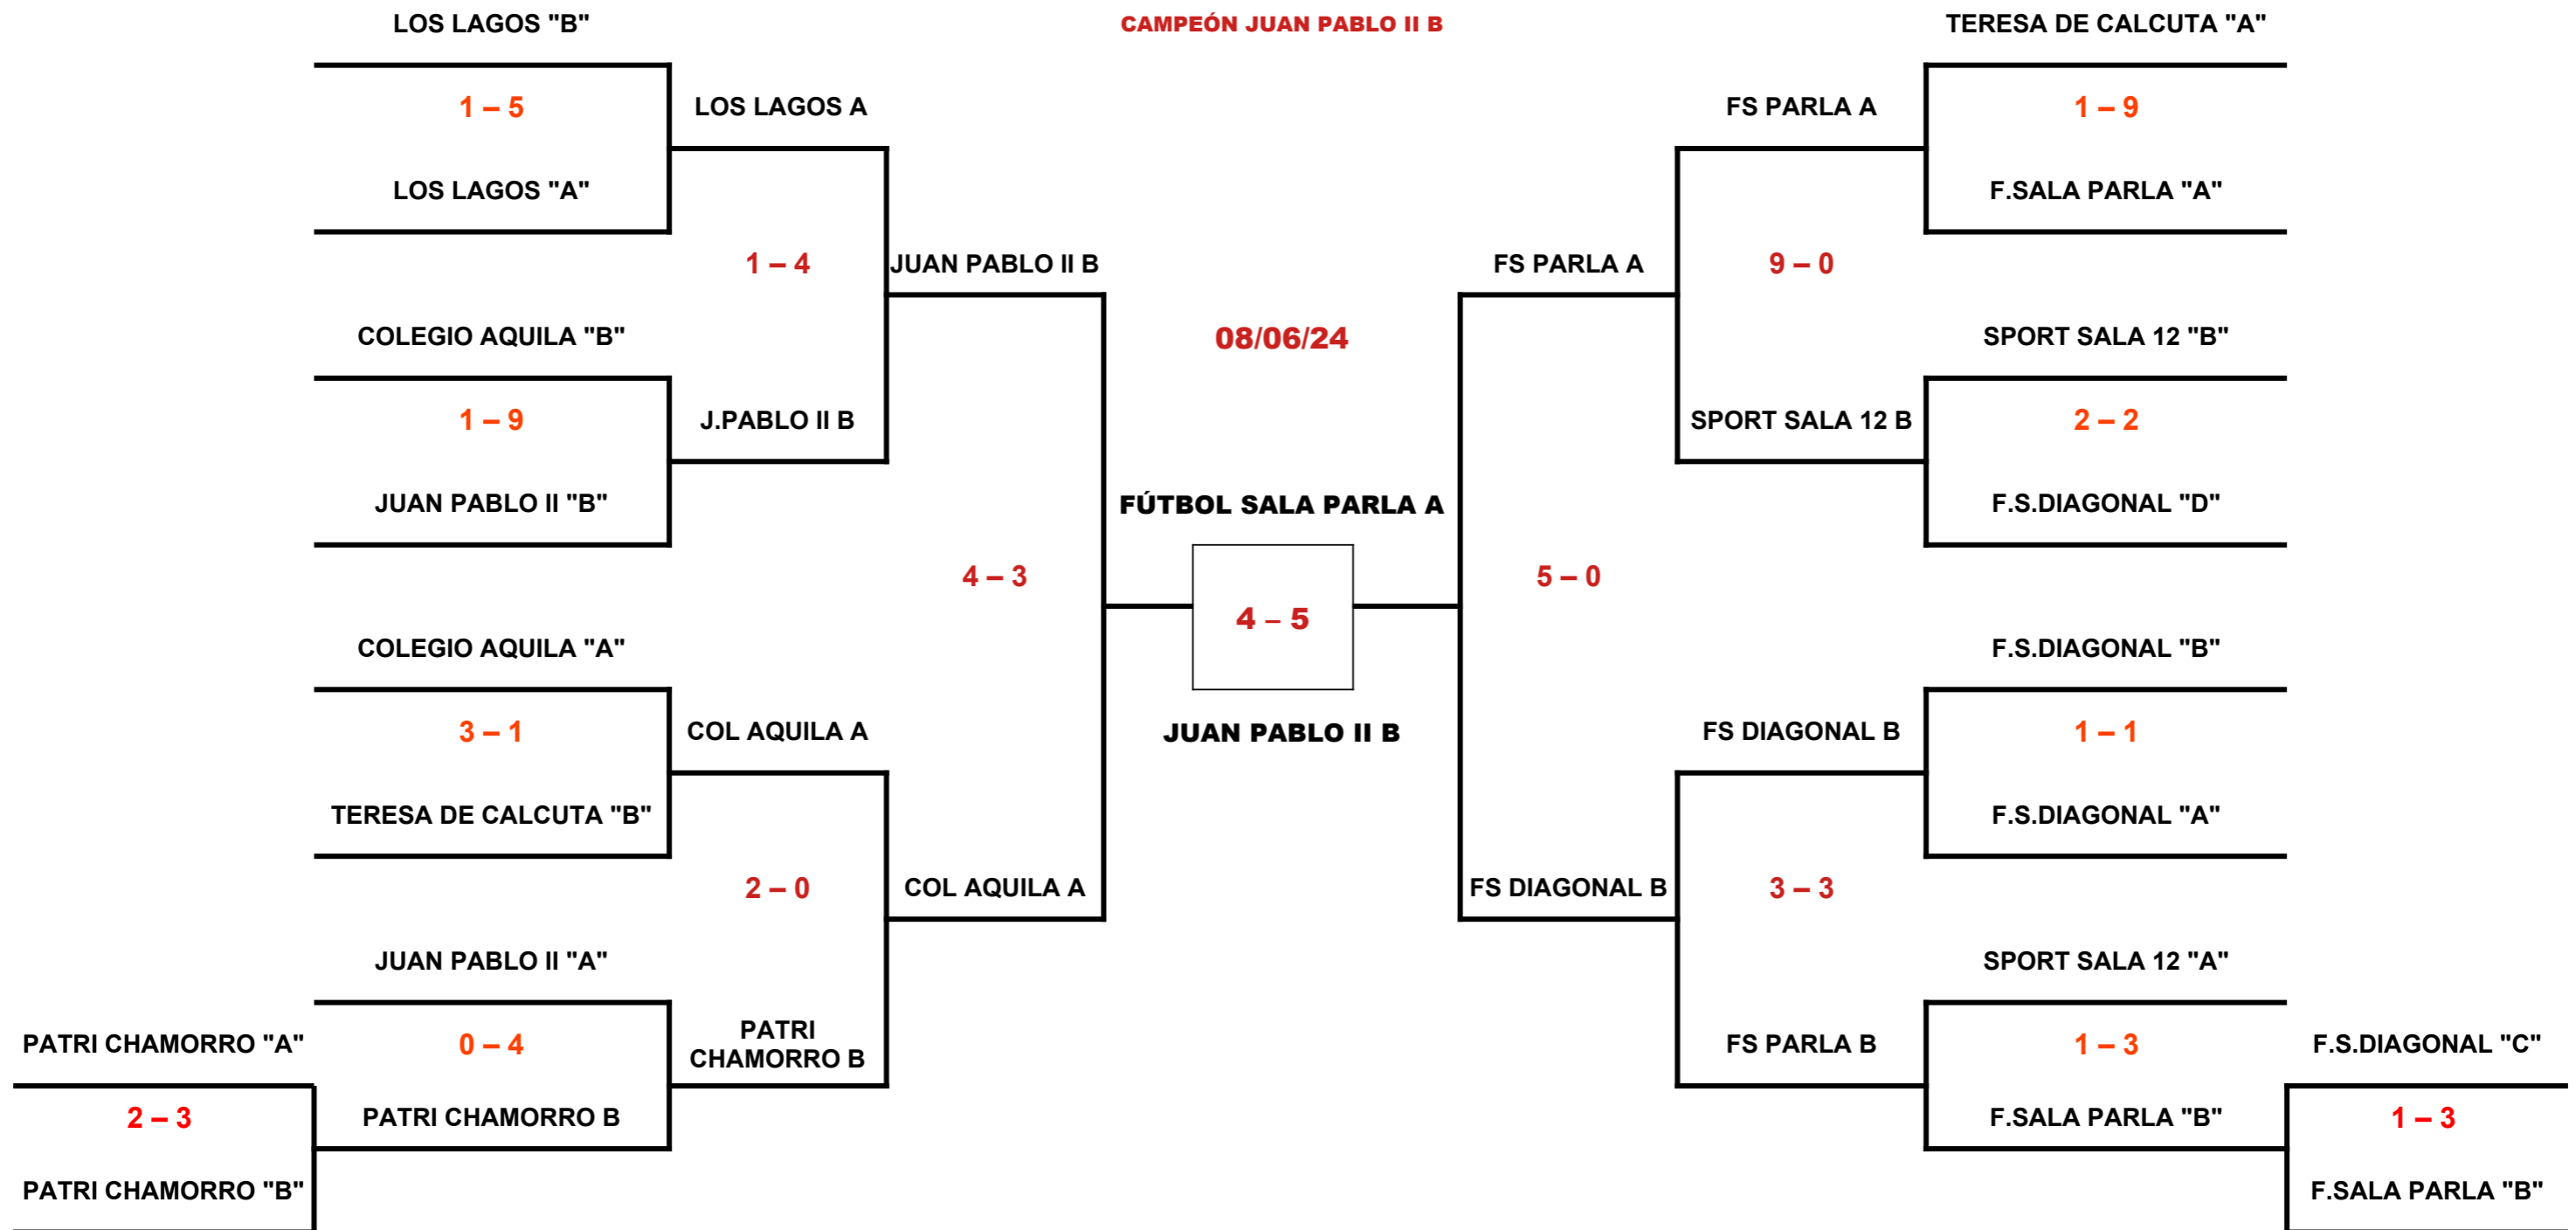 LOS LAGOS "B"
CAMPEÓN JUAN PABLO II B
TERESA DE CALCUTA "A"
1 – 5
LOS LAGOS A
FS PARLA A
1 – 9
LOS LAGOS "A"
F.SALA PARLA "A"
1 – 4
JUAN PABLO II B
FS PARLA A
9 – 0
COLEGIO AQUILA "B"
08/06/24
SPORT SALA 12 "B"
1 – 9
J.PABLO II B
SPORT SALA 12 B
2 – 2
JUAN PABLO II "B"
FÚTBOL SALA PARLA A
F.S.DIAGONAL "D"
4 – 3
4 – 5
5 – 0
COLEGIO AQUILA "A"
F.S.DIAGONAL "B"
3 – 1
COL AQUILA A
JUAN PABLO II B
FS DIAGONAL B
1 – 1
TERESA DE CALCUTA "B"
F.S.DIAGONAL "A"
2 – 0
COL AQUILA A
FS DIAGONAL B
3 – 3
JUAN PABLO II "A"
SPORT SALA 12 "A"
PATRI CHAMORRO "A"
0 – 4
PATRI
CHAMORRO B
FS PARLA B
1 – 3
F.S.DIAGONAL "C"
2 – 3
PATRI CHAMORRO B
F.SALA PARLA "B"
1 – 3
PATRI CHAMORRO "B"
F.SALA PARLA "B"